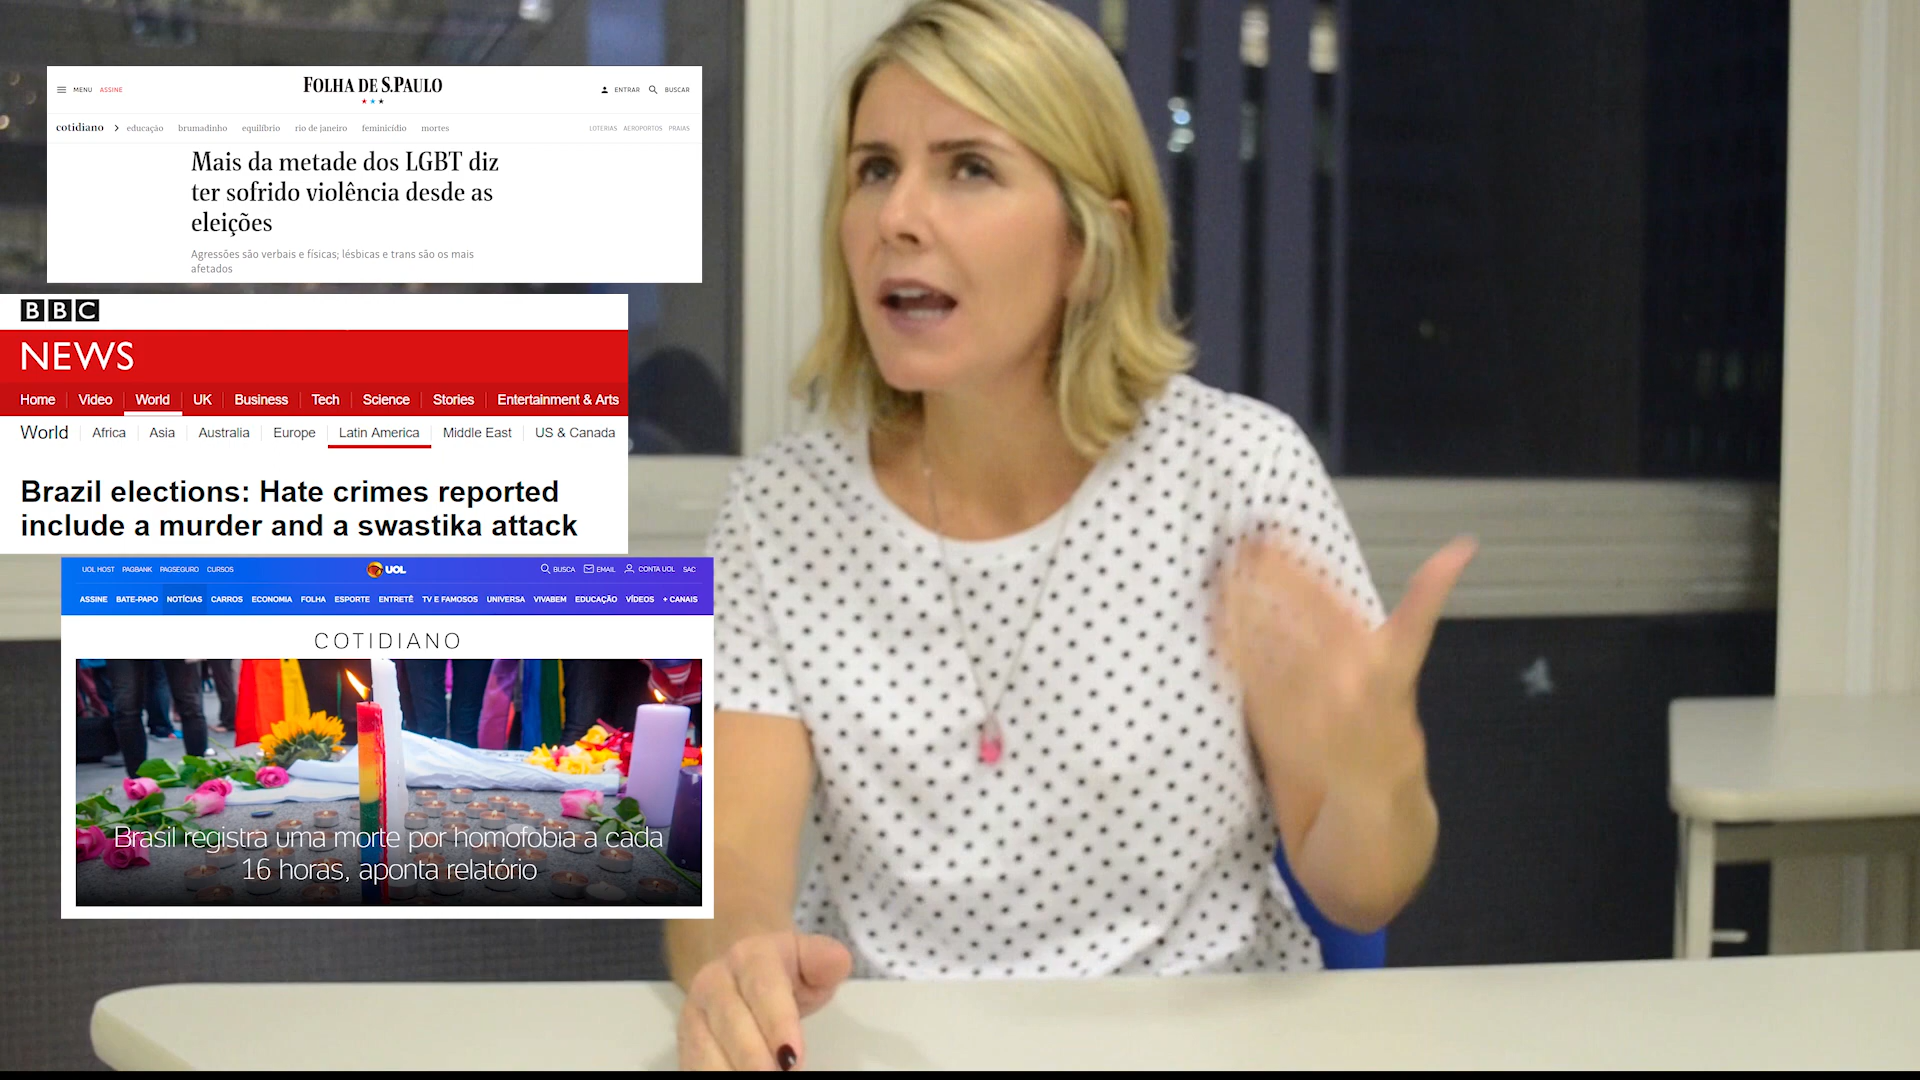 MENU ASSINE FOLHA DE S.PAULO ENTRAR BUSCAR
cotidiano > educação brumadinho equilíbrio rio de janeiro feminicídio mortes LOTERIAS AEROPORTOS PRAIAS
Mais da metade dos LGBT diz
ter sofrido violência desde as
eleições
Agressões são verbais e físicas; lésbicas e trans são os mais
afetados
BBC
NEWS
Home Video World UK Business Tech Science Stories Entertainment & Arts
World Africa Asia Australia Europe Latin America Middle East US & Canada
Brazil elections: Hate crimes reported
include a murder and a swastika attack
UOL HOST PAGBANK PAGSEGURO CURSOS UOL BUSCA EMAIL CONTA UOL SAC
ASSINE BATE-PAPO NOTÍCIAS CARROS ECONOMIA FOLHA ESPORTE ENTRETÊ TV E FAMOSOS UNIVERSA VIVABEM EDUCAÇÃO VÍDEOS + CANAIS
COTIDIANO
Brasil registra uma morte por homofobia a cada
16 horas, aponta relatório